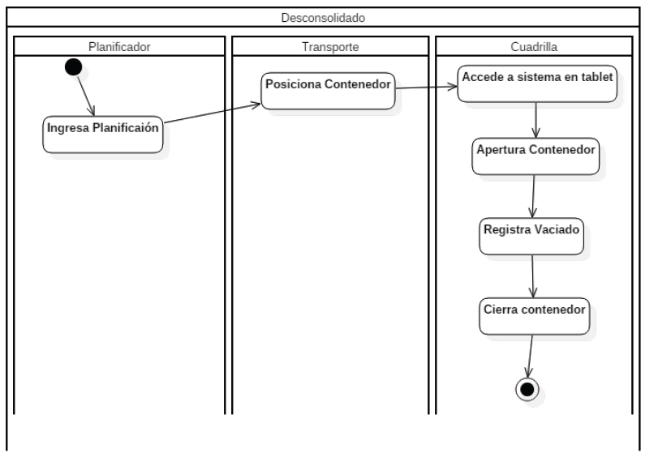 Desconsolidado
Planificador
Transporte
Cuadrilla
Ingresa Planificaión
Posiciona Contenedor
Accede a sistema en tablet
Apertura Contenedor
Registra Vaciado
Cierra contenedor